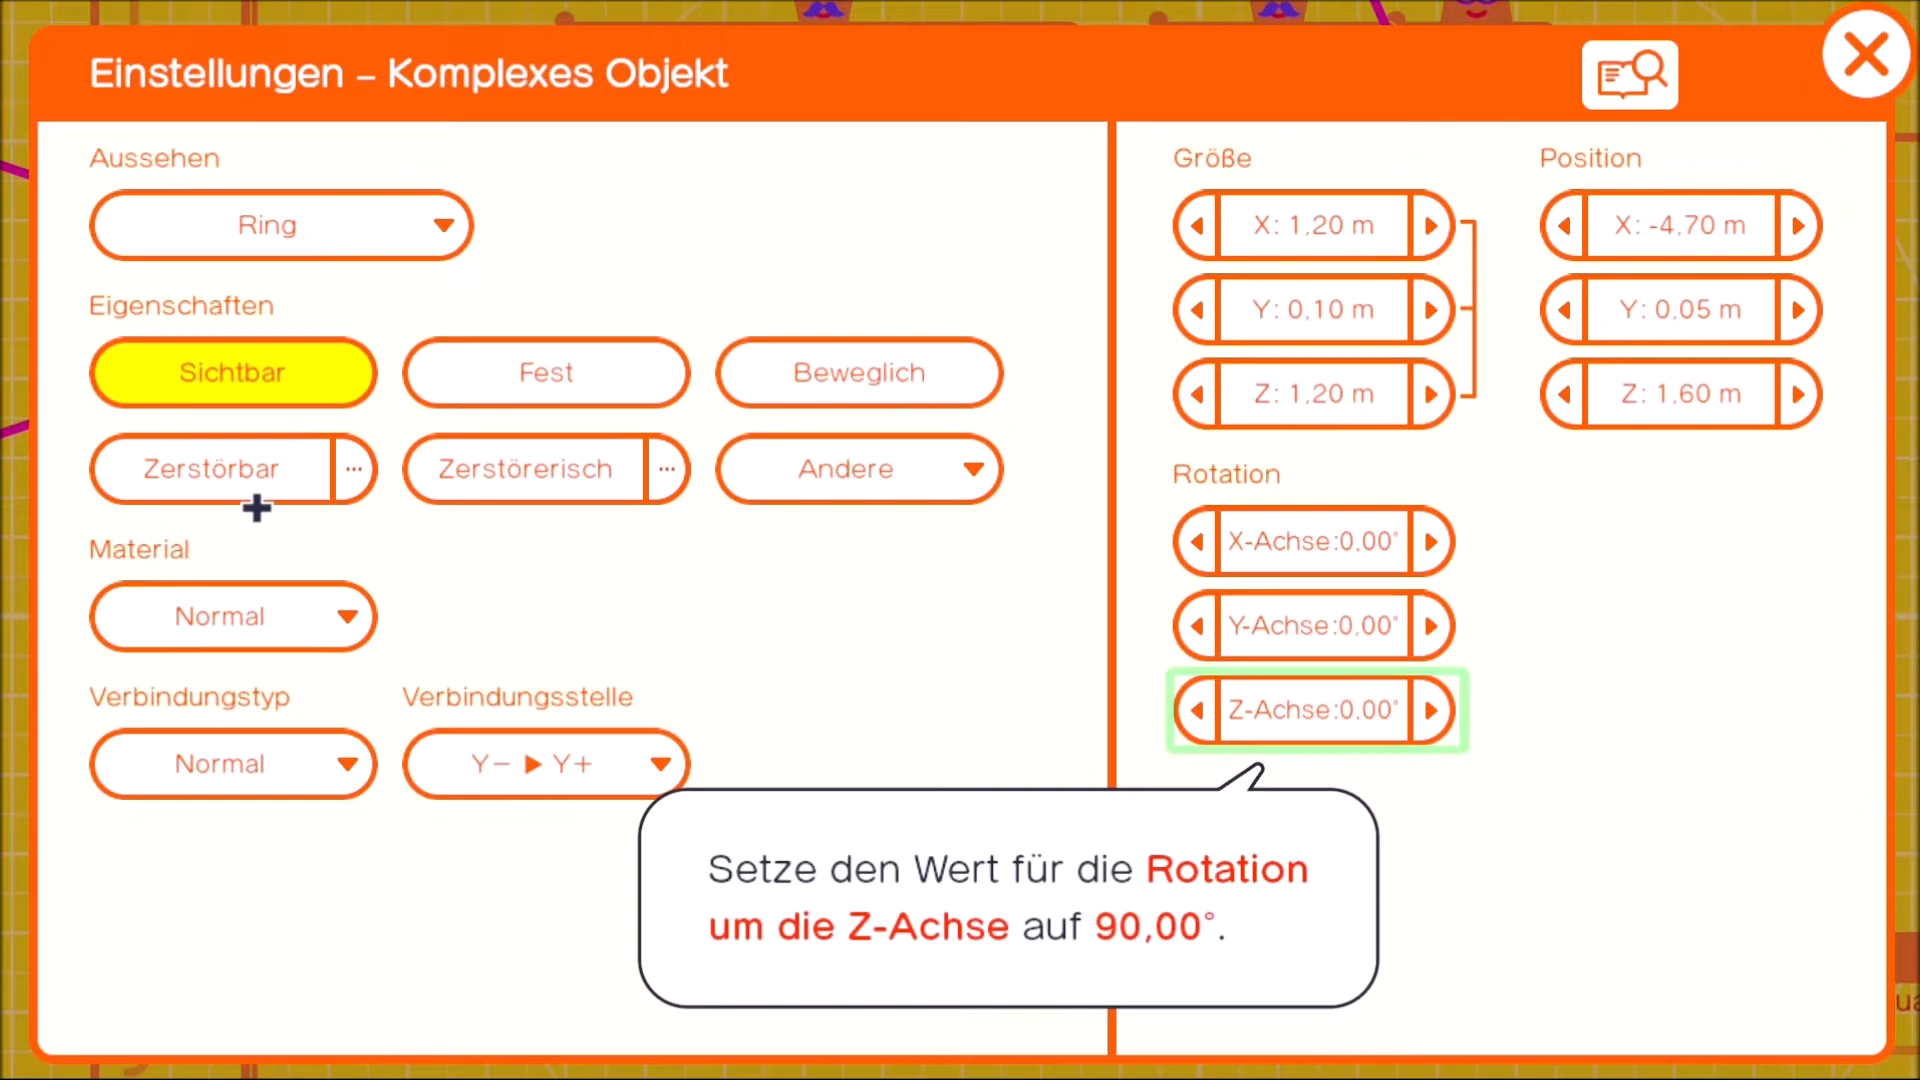 Einstellungen – Komplexes Objekt
Aussehen
Ring
Eigenschaften
Sichtbar
Fest
Beweglich
Zerstörbar ...
Zerstörerisch ...
Andere
Material
Normal
Verbindungstyp
Verbindungsstelle
Normal
Y− ▶ Y+
Größe
X: 1,20 m
Y: 0,10 m
Z: 1,20 m
Position
X: -4,70 m
Y: 0,05 m
Z: 1,60 m
Rotation
X-Achse:0,00°
Y-Achse:0,00°
Z-Achse:0,00°
Setze den Wert für die Rotation
um die Z-Achse auf 90,00°.